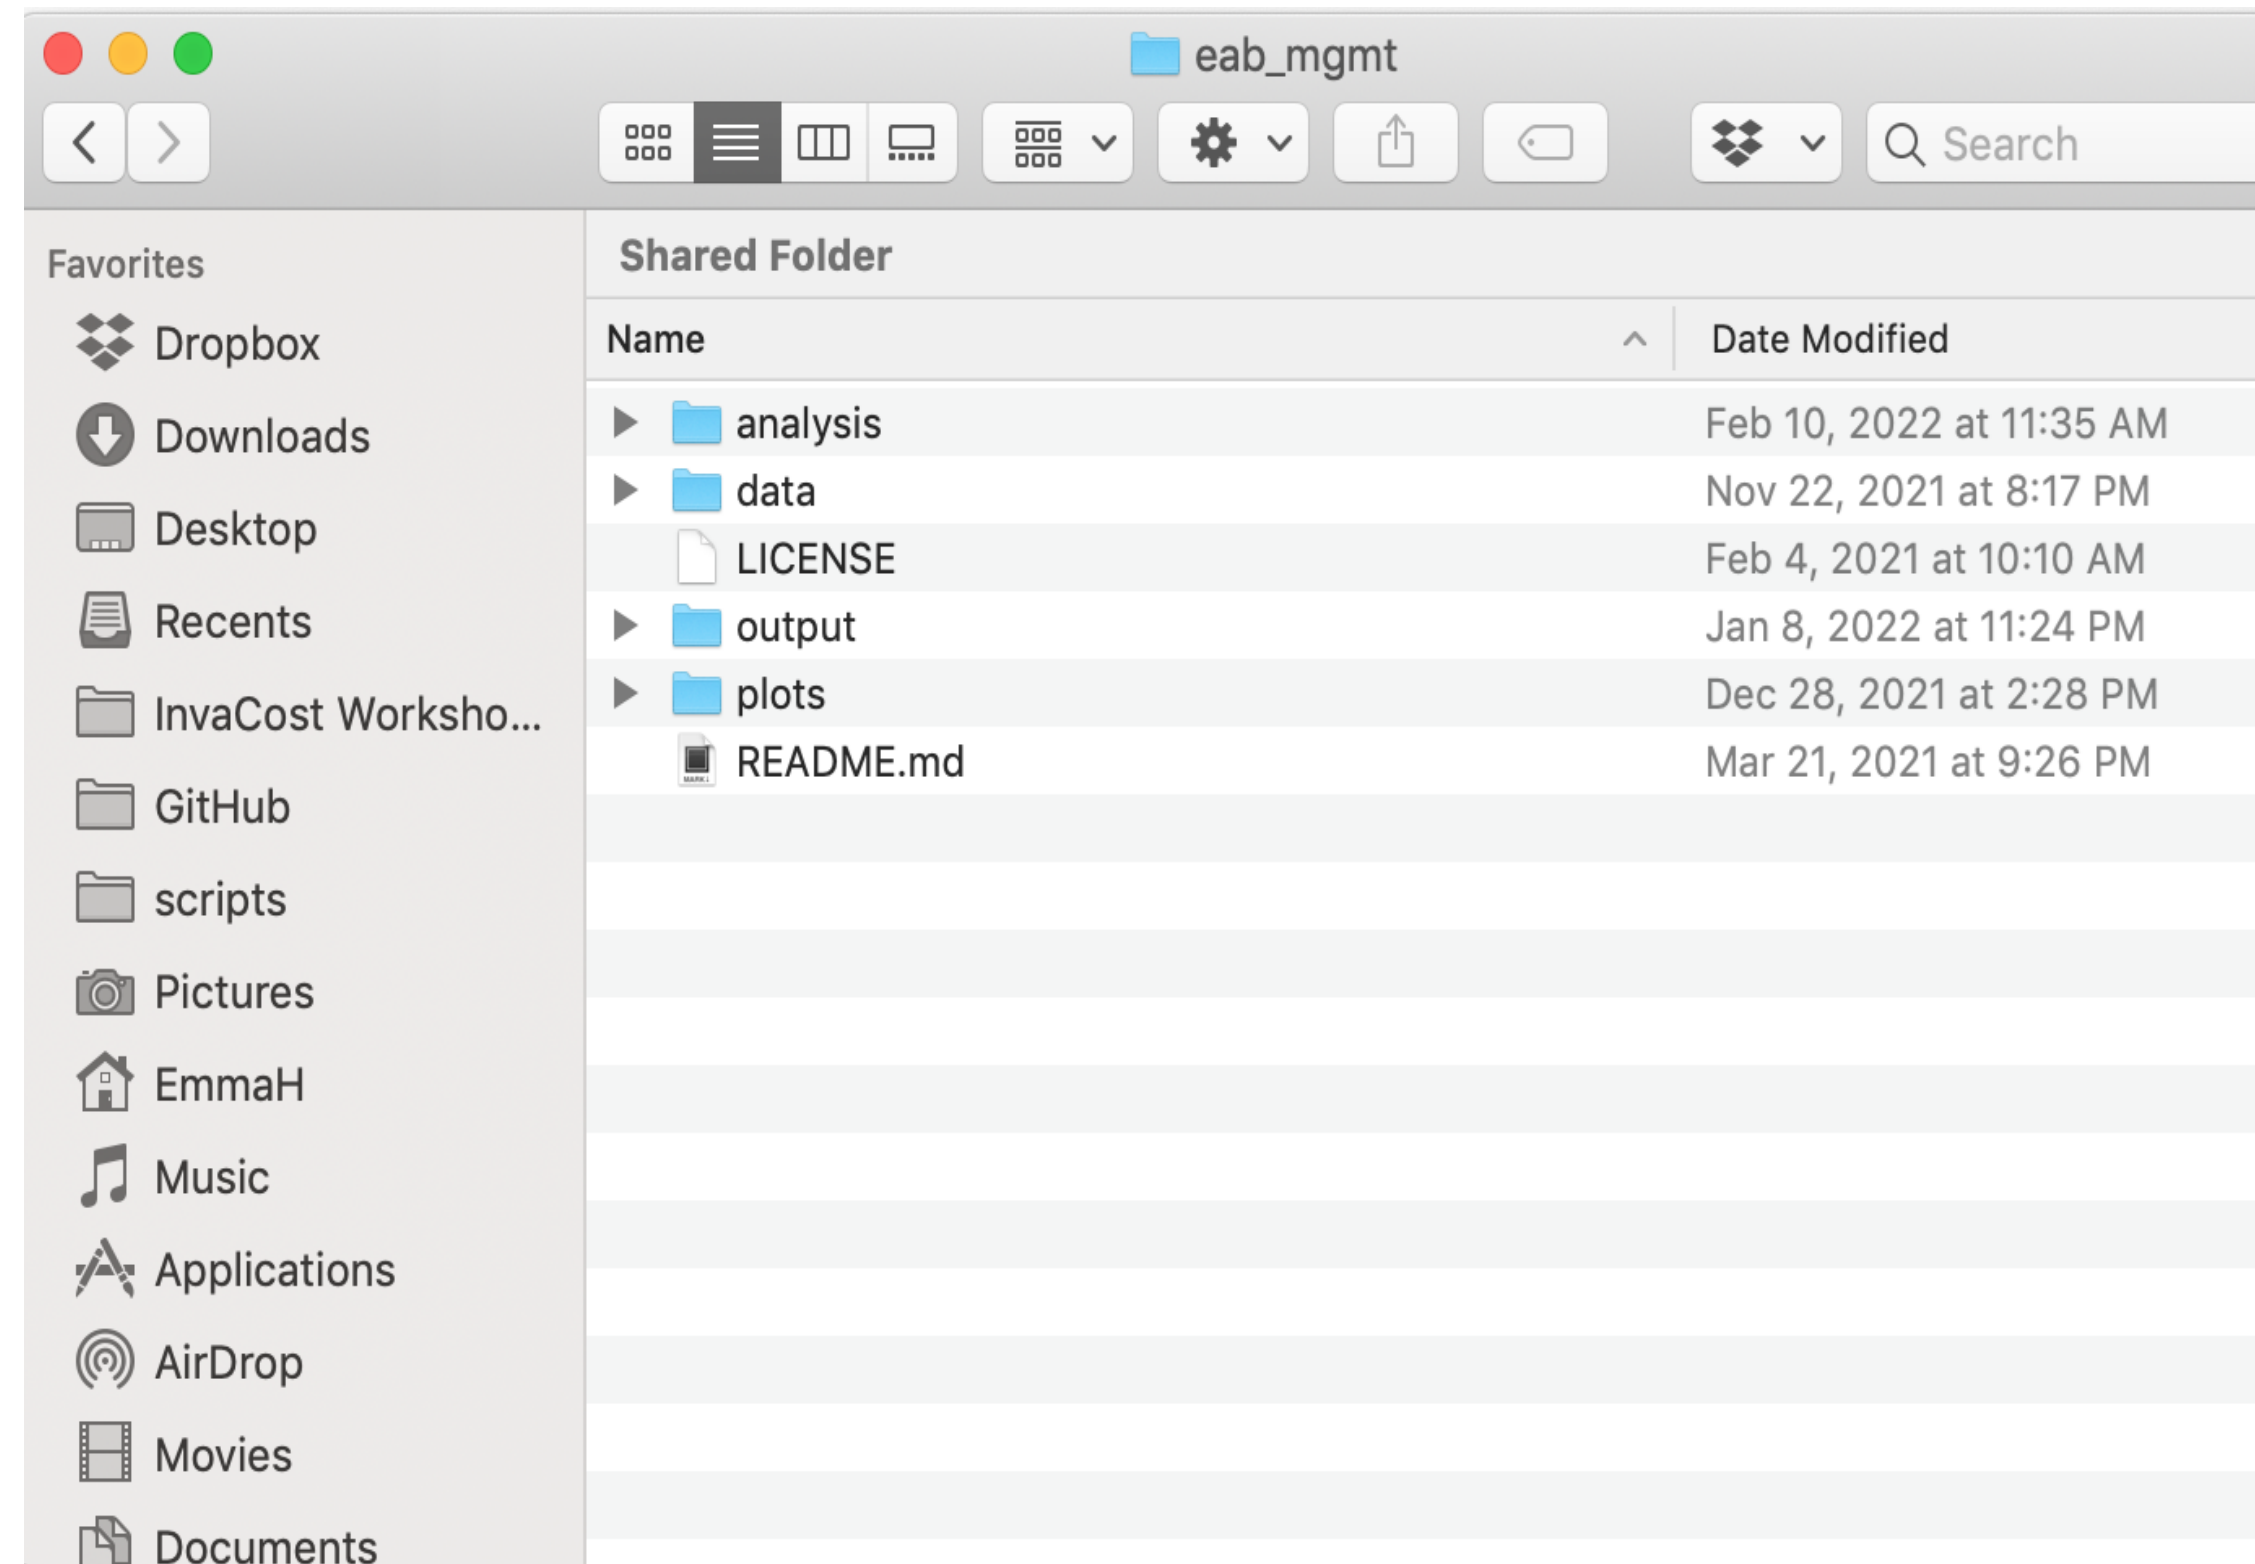 eab_mgmt
Search
Favorites
Dropbox
Downloads
Desktop
Recents
InvaCost Worksho...
GitHub
scripts
Pictures
EmmaH
Music
Applications
AirDrop
Movies
Documents
Shared Folder
Name Date Modified
analysis Feb 10, 2022 at 11:35 AM
data Nov 22, 2021 at 8:17 PM
LICENSE Feb 4, 2021 at 10:10 AM
output Jan 8, 2022 at 11:24 PM
plots Dec 28, 2021 at 2:28 PM
README.md Mar 21, 2021 at 9:26 PM